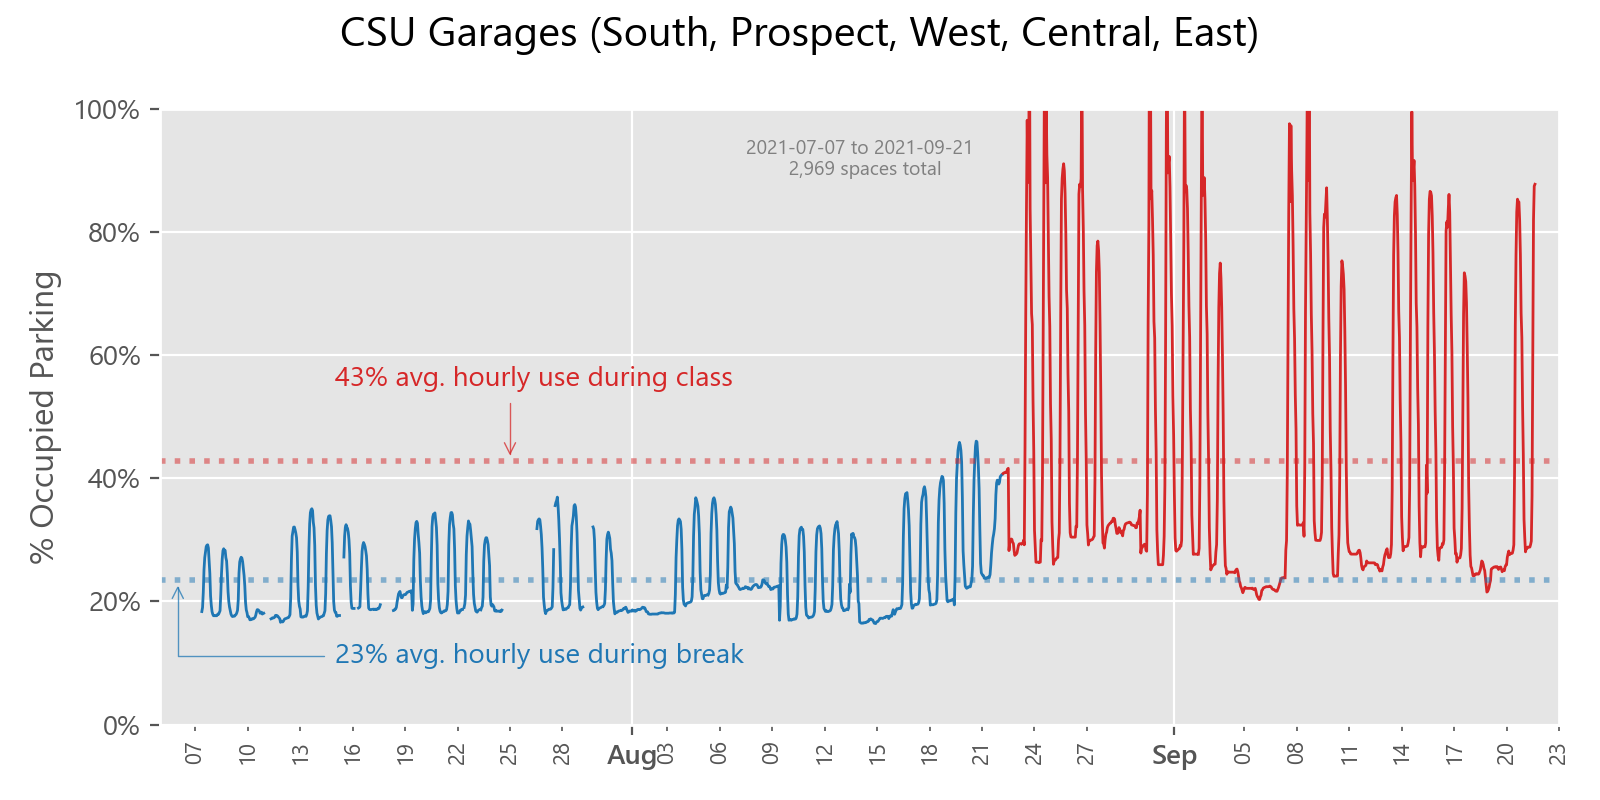 CSU Garages (South, Prospect, West, Central, East)
% Occupied Parking
100%
80%
60%
40%
20%
0%
2021-07-07 to 2021-09-21
2,969 spaces total
43% avg. hourly use during class
23% avg. hourly use during break
07 10 13 16 19 22 25 28 Aug 03 06 09 12 15 18 21 24 27 Sep 05 08 11 14 17 20 23